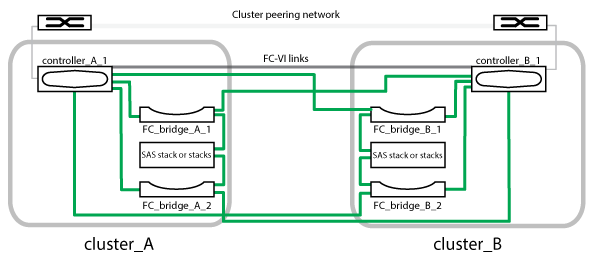 Cluster peering network
controller_A_1
FC-VI links
controller_B_1
FC_bridge_A_1
FC_bridge_B_1
SAS stack or stacks
SAS stack or stacks
FC_bridge_A_2
FC_bridge_B_2
cluster_A
cluster_B